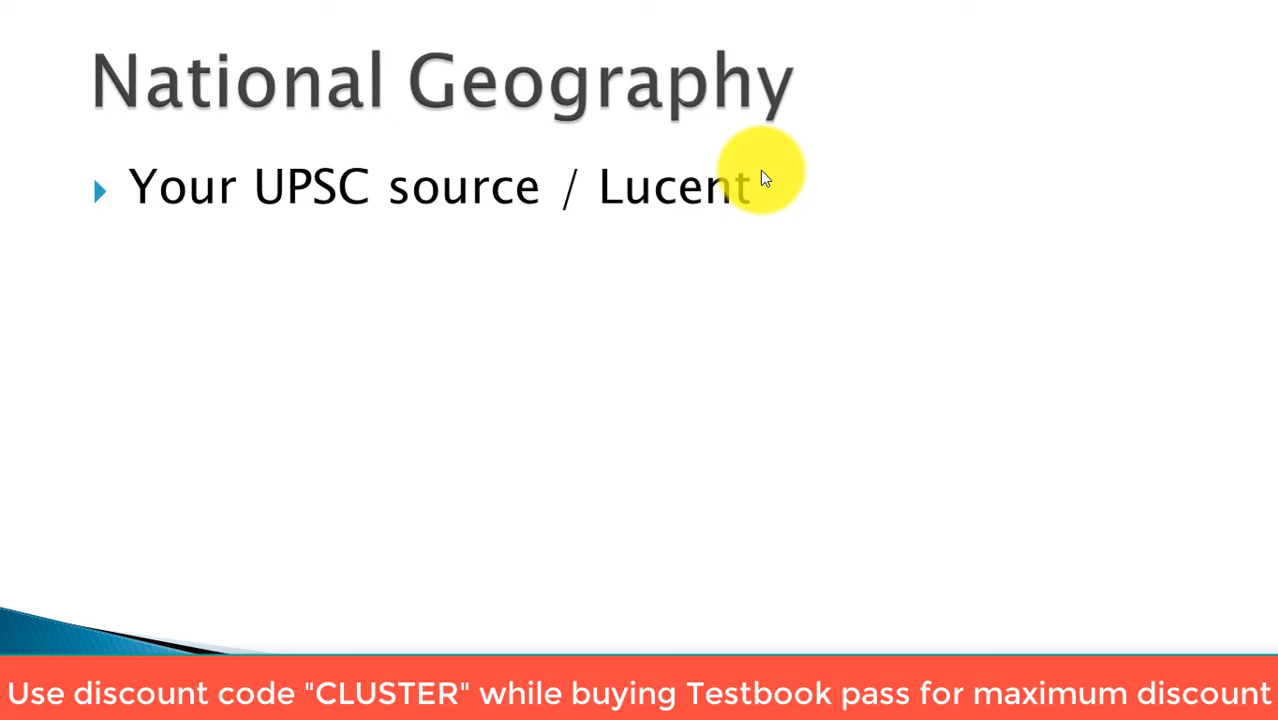 National Geography
Your UPSC source / Lucent
Use discount code "CLUSTER" while buying Testbook pass for maximum discount